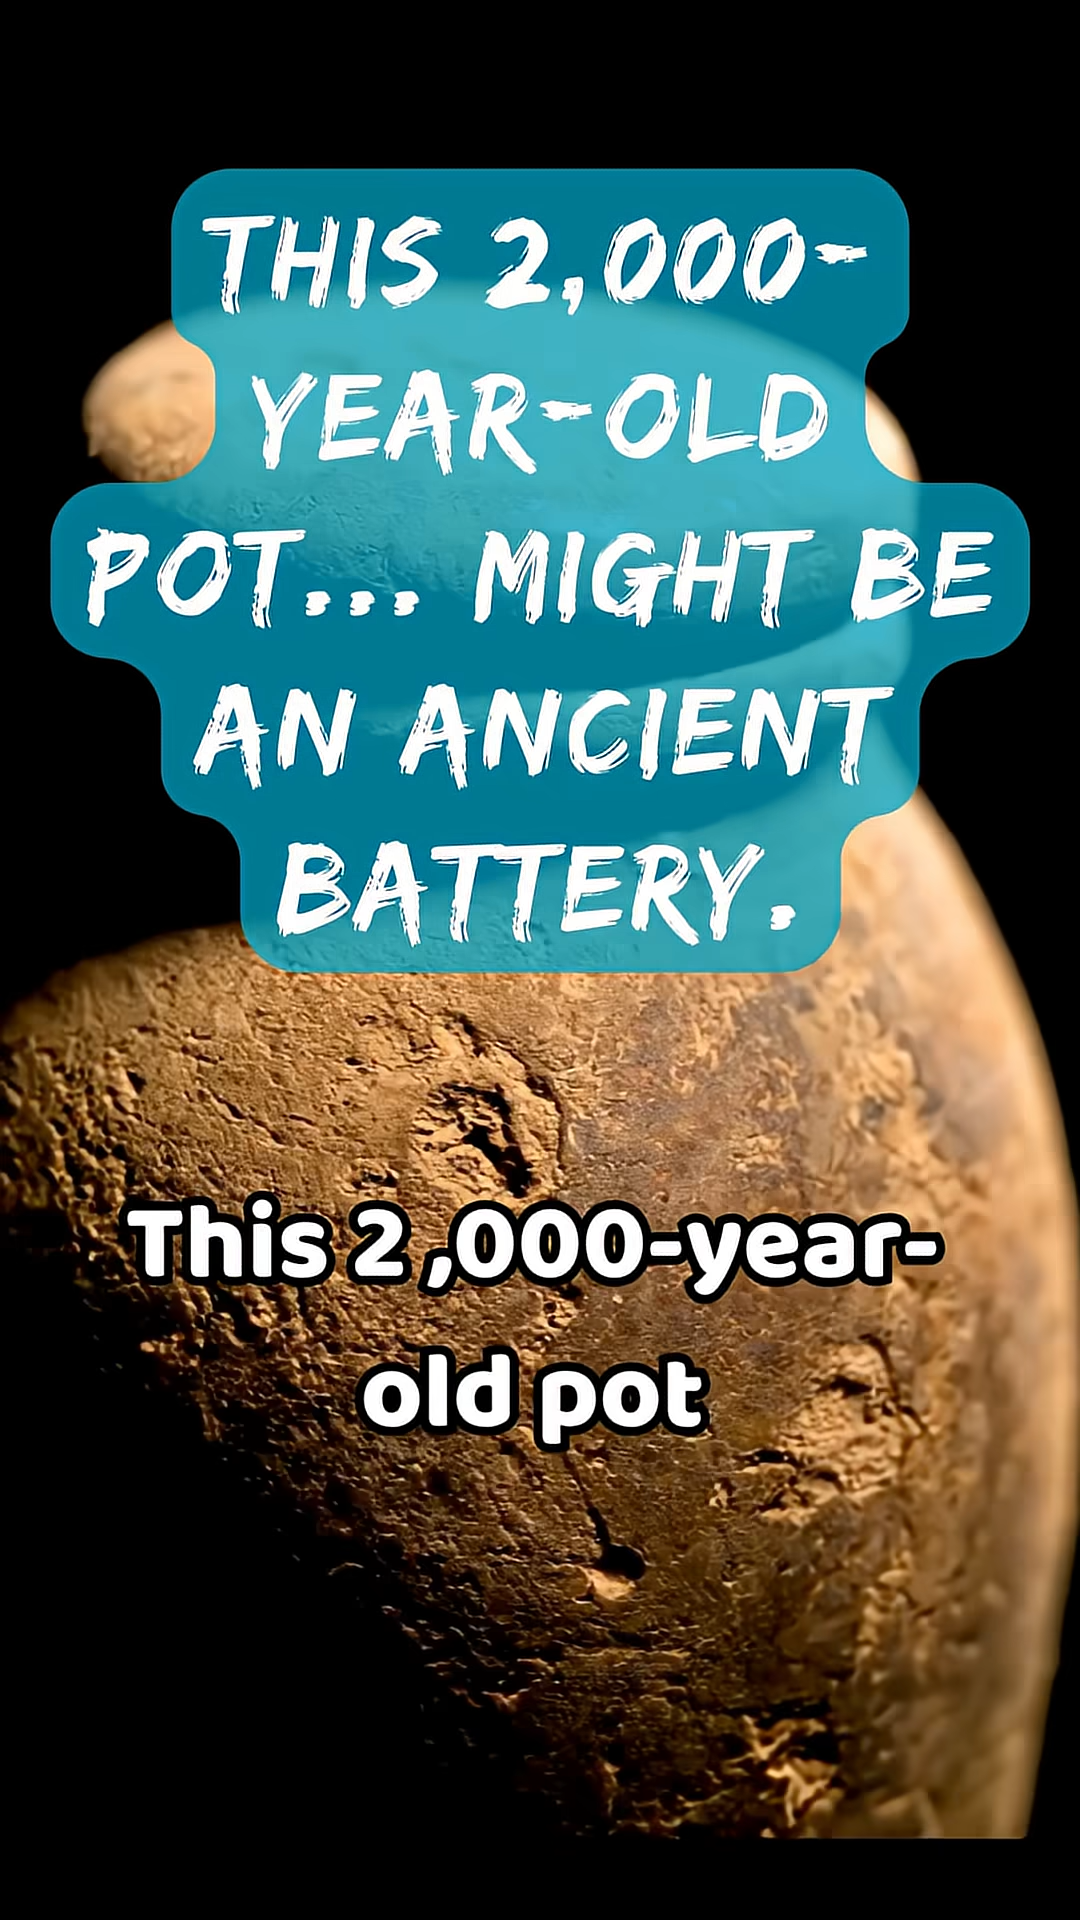 THIS 2,000-
YEAR-OLD
POT... MIGHT BE
AN ANCIENT
BATTERY.
This 2,000-year-
old pot